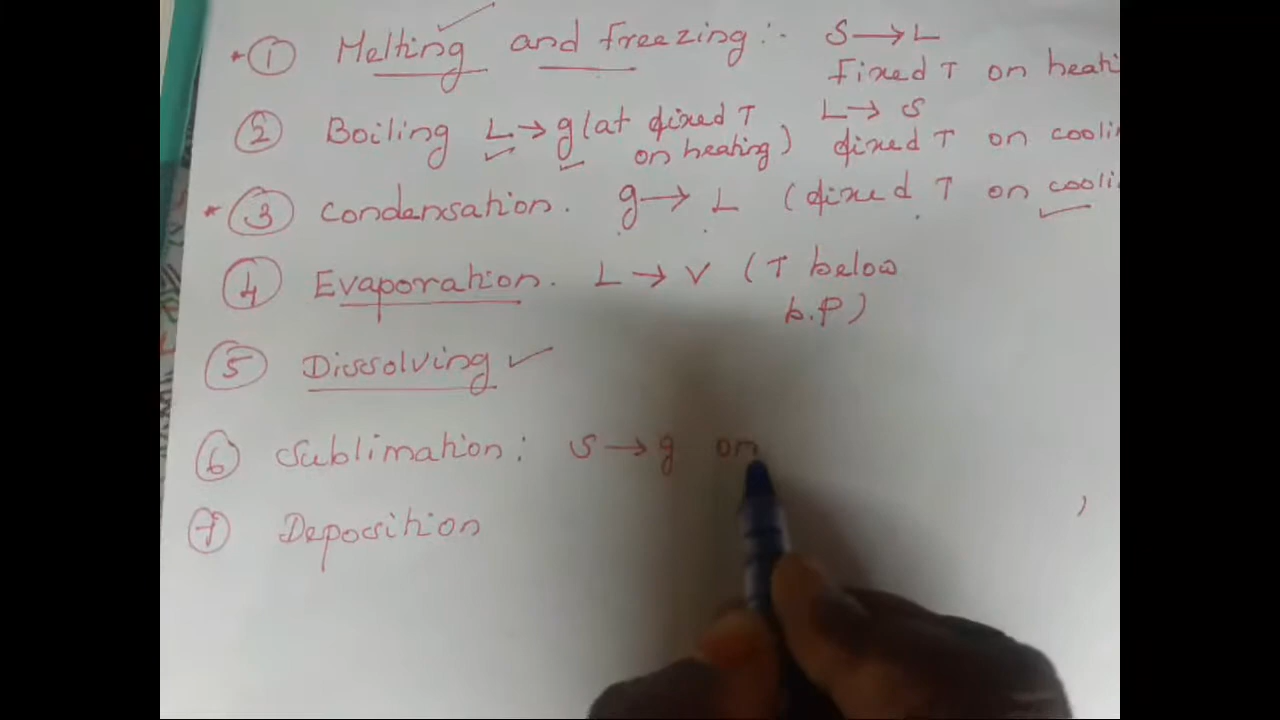 * 1 Melting and freezing :- S → L
fixed T on heati
2 Boiling L → g (at fixed T L → S
on heating) fixed T on cooli
* 3 Condensation. g → L (fixed T on cooli
4 Evaporation. L → V (T below
b.p)
5 Dissolving ✓
6 Sublimation: S → g on
7 Deposition